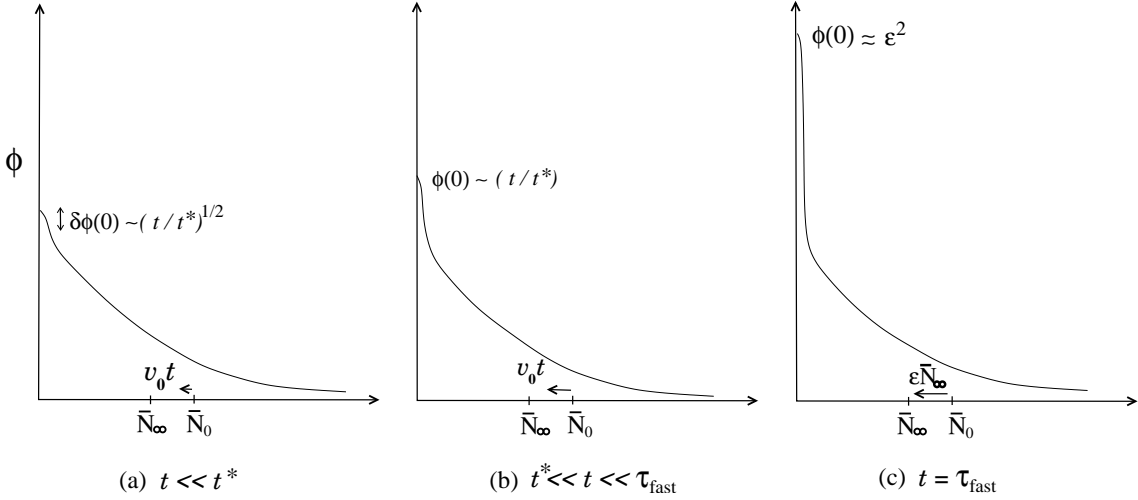 ϕ
δϕ(0) ~ (t / t*)^1/2
v₀t
N̄∞ N̄₀
(a) t << t*
ϕ(0) ~ (t / t*)
v₀t
N̄∞ N̄₀
(b) t* << t << τfast
ϕ(0) ≈ ε²
εN̄∞
N̄∞ N̄₀
(c) t = τfast